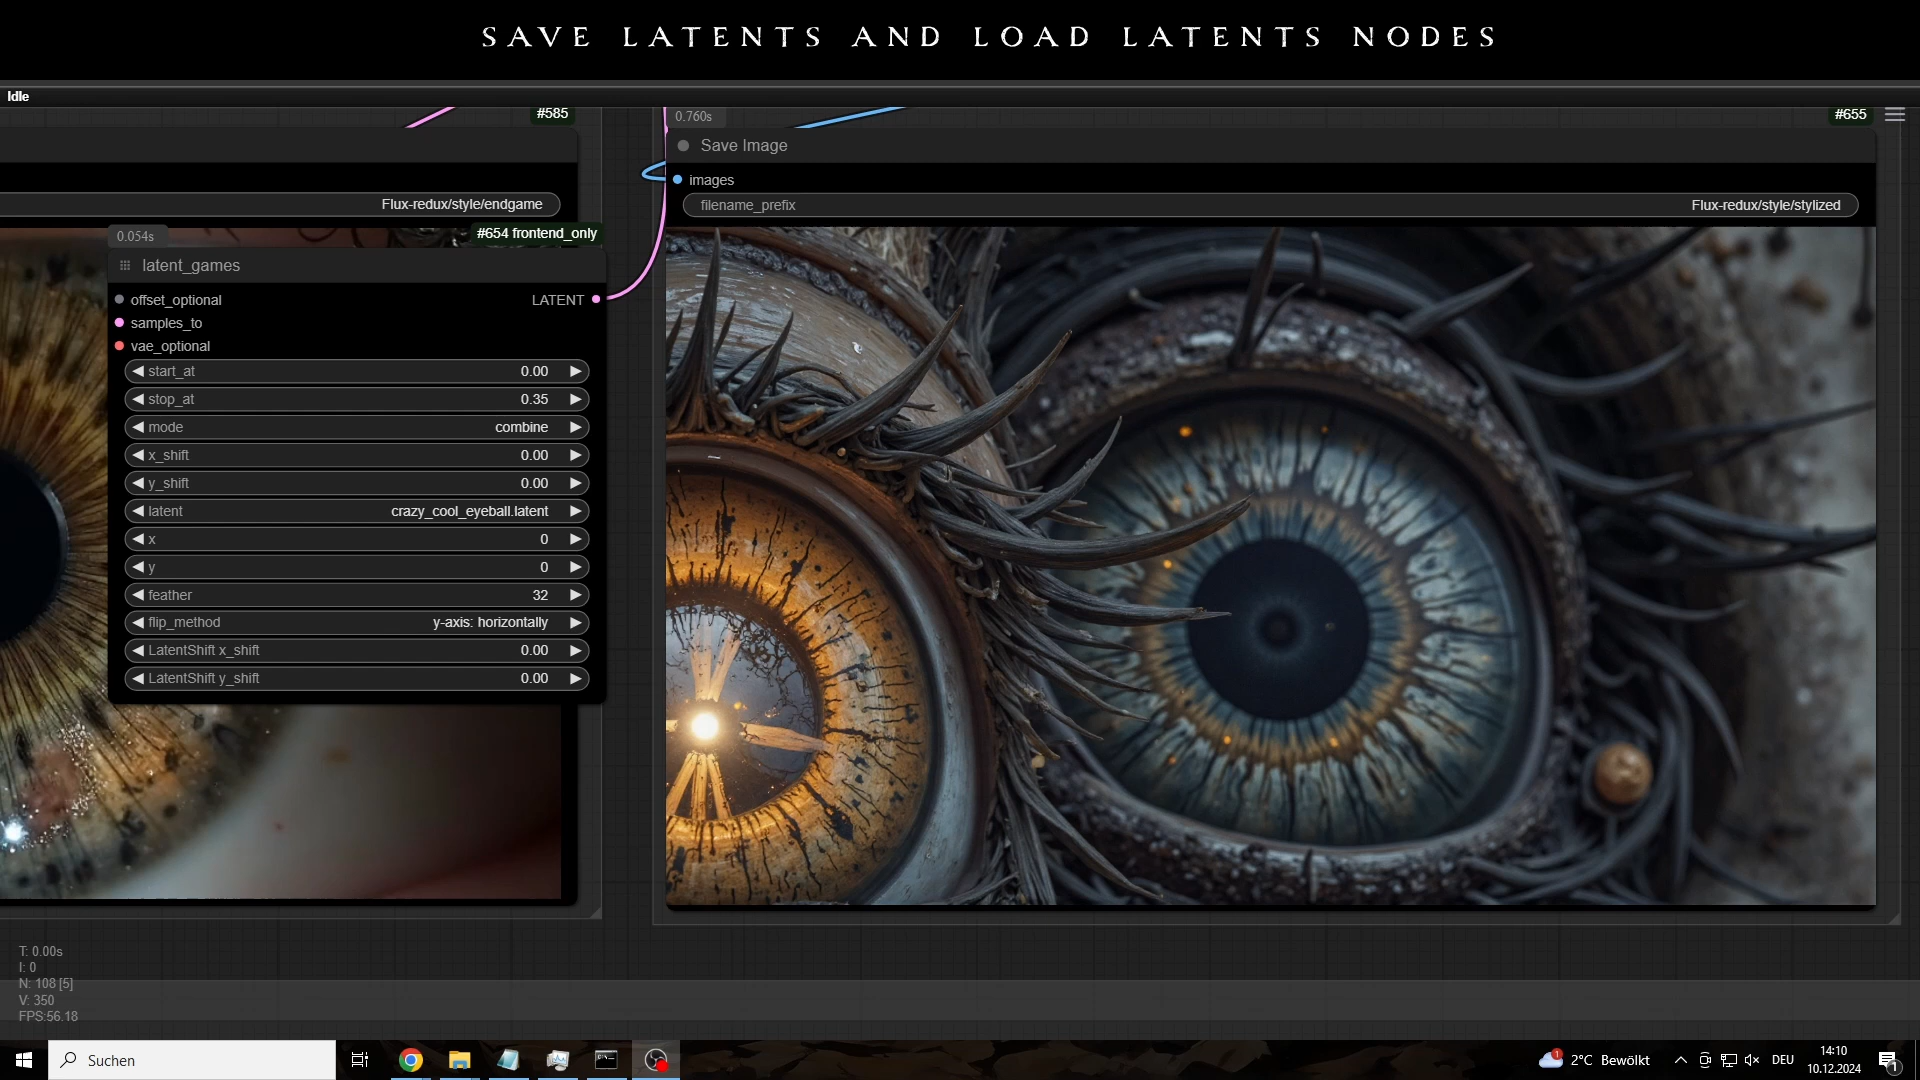 SAVE LATENTS AND LOAD LATENTS NODES
Idle
#585
0.760s
#655
Save Image
images
Flux-redux/style/endgame
filename_prefix
Flux-redux/style/stylized
0.054s
#654 frontend_only
latent_games
offset_optional
LATENT
samples_to
vae_optional
start_at
0.00
stop_at
0.35
mode
combine
x_shift
0.00
y_shift
0.00
latent
crazy_cool_eyeball.latent
x
0
y
0
feather
32
flip_method
y-axis: horizontally
LatentShift x_shift
0.00
LatentShift y_shift
0.00
T: 0.00s
I: 0
N: 108 [5]
V: 350
FPS:56.18
Suchen
1
2°C Bewölkt
DEU
14:10
10.12.2024
1